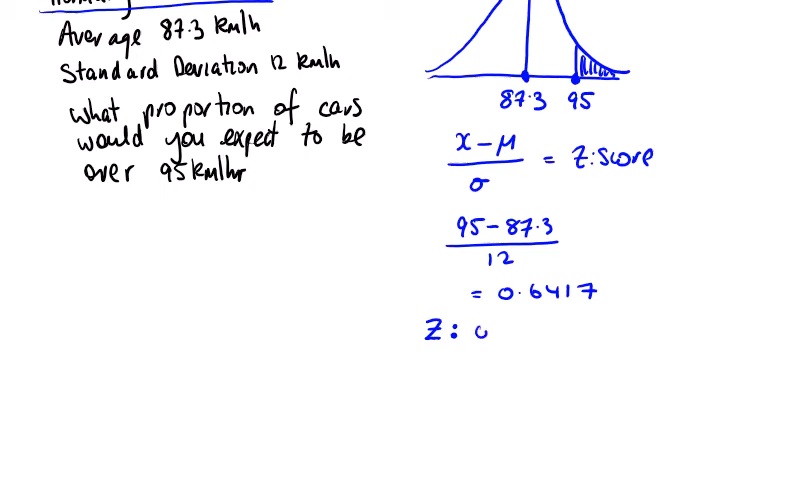 Average 87.3 km/h
Standard Deviation 12 km/h
what proportion of cars
would you expect to be
over 95 km/hr
87.3 95
x-μ / σ = Z:score
95-87.3 / 12
= 0.6417
Z: 0